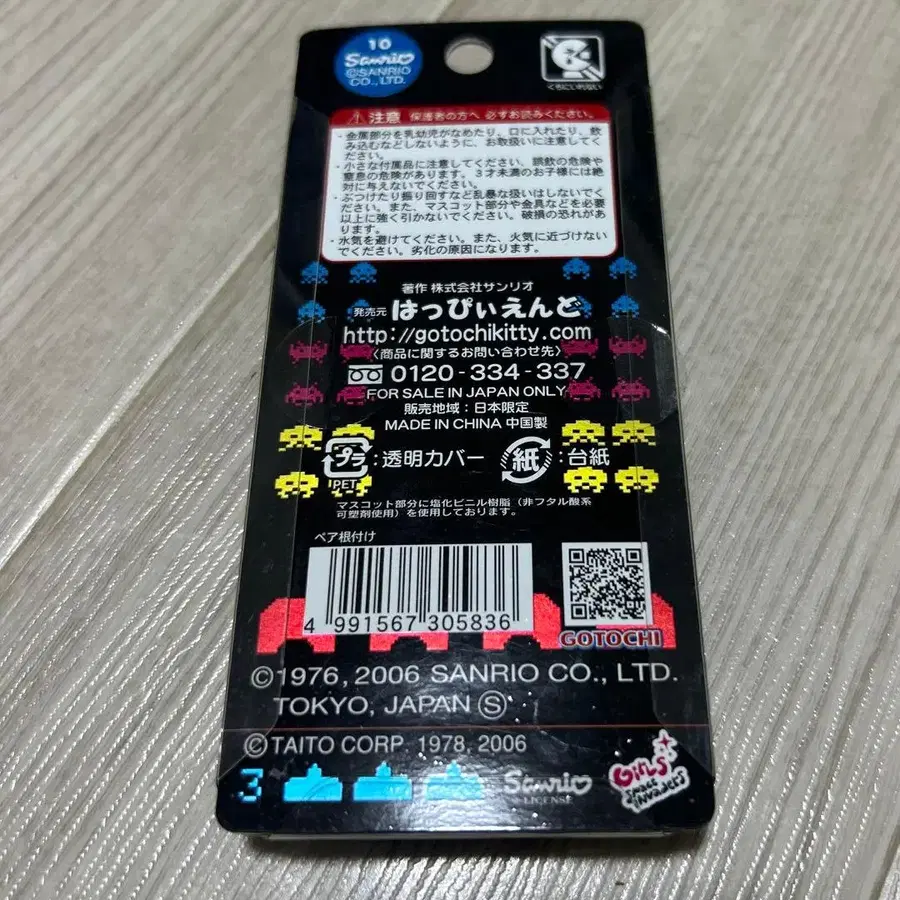 10
Sanrio
©SANRIO
CO.,LTD.
くちにいれない
⚠注意 保護者の方へ 必ずお読みください。
・金属部分を乳幼児がなめたり、口に入れたり、飲
み込むなどしないように、お取扱いに注意してく
ださい。
・小さな付属品に注意してください。誤飲の危険や
窒息の危険があります。3才未満のお子様には絶
対に与えないでください。
・ぶつけたり振り回すなど乱暴な扱いはしないでく
ださい。また、マスコット部分や金具などを必要
以上に強く引かないでください。破損の恐れがあ
ります。
・水気を避けてください。また、火気に近づけない
でください。劣化の原因になります。
著作 株式会社サンリオ
発売元 はっぴぃえんど
http://gotochikitty.com
〈商品に関するお問い合わせ先〉
0120-334-337
FOR SALE IN JAPAN ONLY
販売地域：日本限定
MADE IN CHINA 中国製
プラ：透明カバー 紙：台紙
PET
マスコット部分に塩化ビニル樹脂（非フタル酸系
可塑剤使用）を使用しております。
ペア根付け
4 991567 305836
GOTOCHI
©1976, 2006 SANRIO CO., LTD.
TOKYO, JAPAN Ⓢ
©TAITO CORP. 1978, 2006
3
Sanrio
LICENSE
GIRLS
SPACE INVADERS